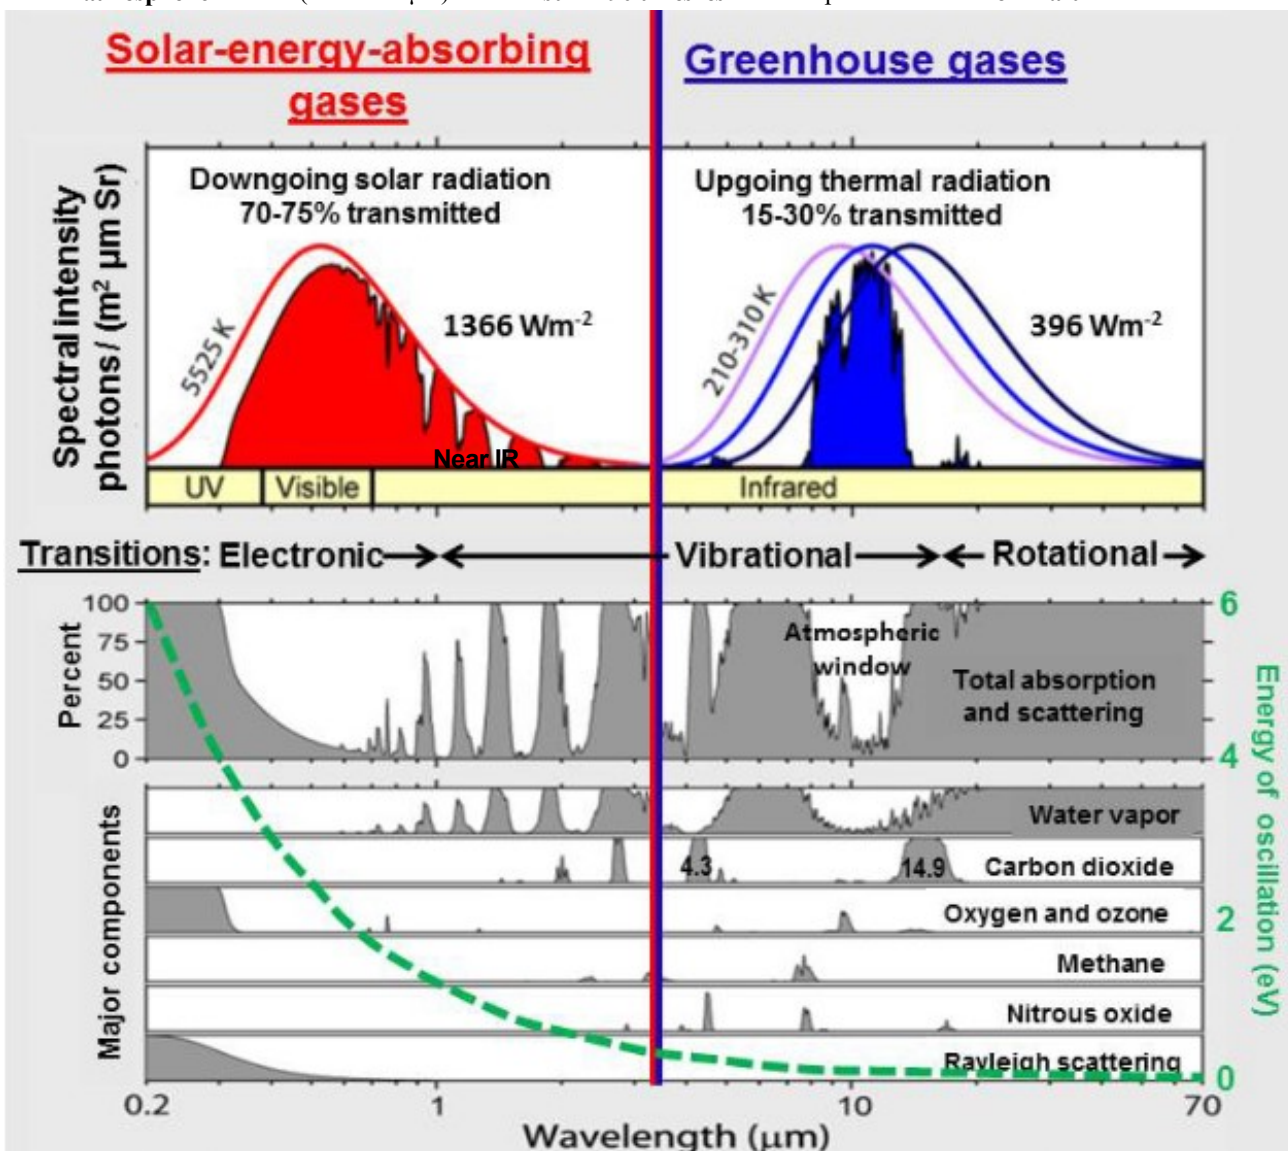 Solar-energy-absorbing
gases
Greenhouse gases
Spectral intensity
photons/ (m² µm Sr)
Downgoing solar radiation
70-75% transmitted
5525 K
1366 Wm⁻²
Near IR
UV
Visible
Upgoing thermal radiation
15-30% transmitted
210-310 K
396 Wm⁻²
Infrared
Transitions: Electronic
Vibrational
Rotational
Percent
100
75
50
25
0
Atmospheric
window
Total absorption
and scattering
6
4
2
0
Energy of oscillation (eV)
Major components
Water vapor
4.3
14.9
Carbon dioxide
Oxygen and ozone
Methane
Nitrous oxide
Rayleigh scattering
0.2
1
10
70
Wavelength (µm)